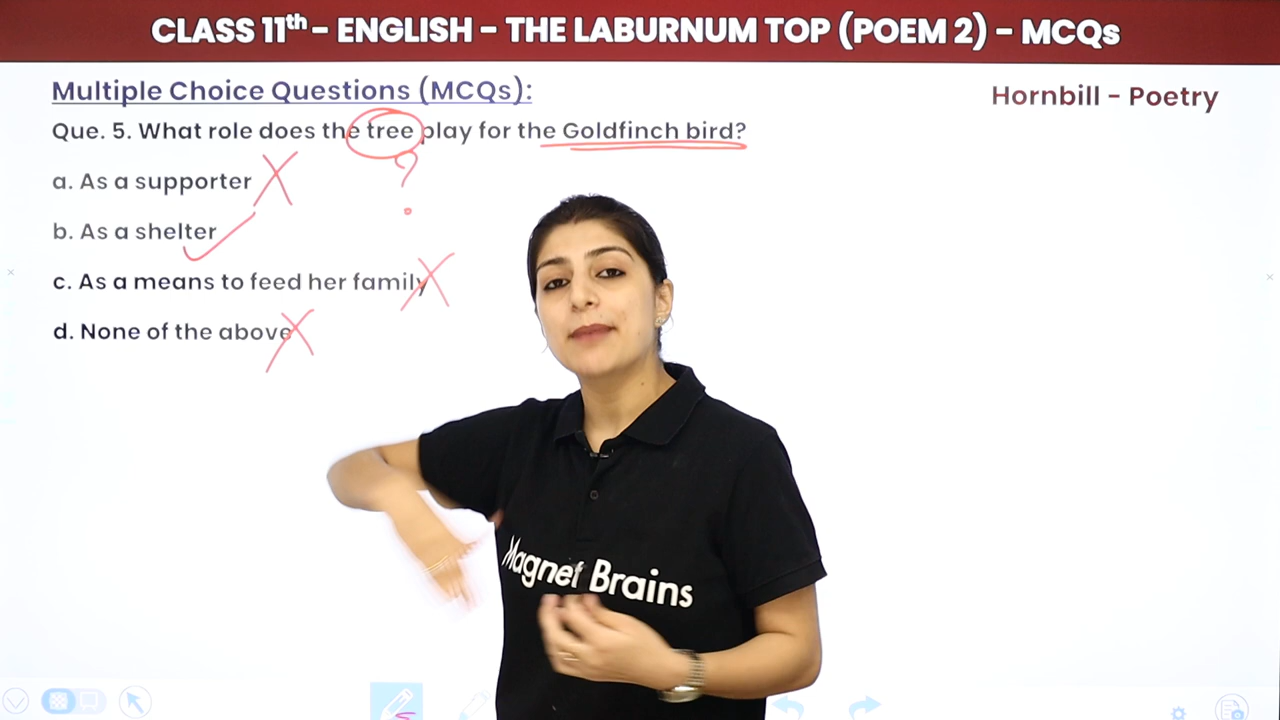 CLASS 11th - ENGLISH - THE LABURNUM TOP (POEM 2) - MCQs
Multiple Choice Questions (MCQs):
Hornbill - Poetry
Que. 5. What role does the tree play for the Goldfinch bird?
?
a. As a supporter
b. As a shelter
c. As a means to feed her family
d. None of the above
Magnet Brains